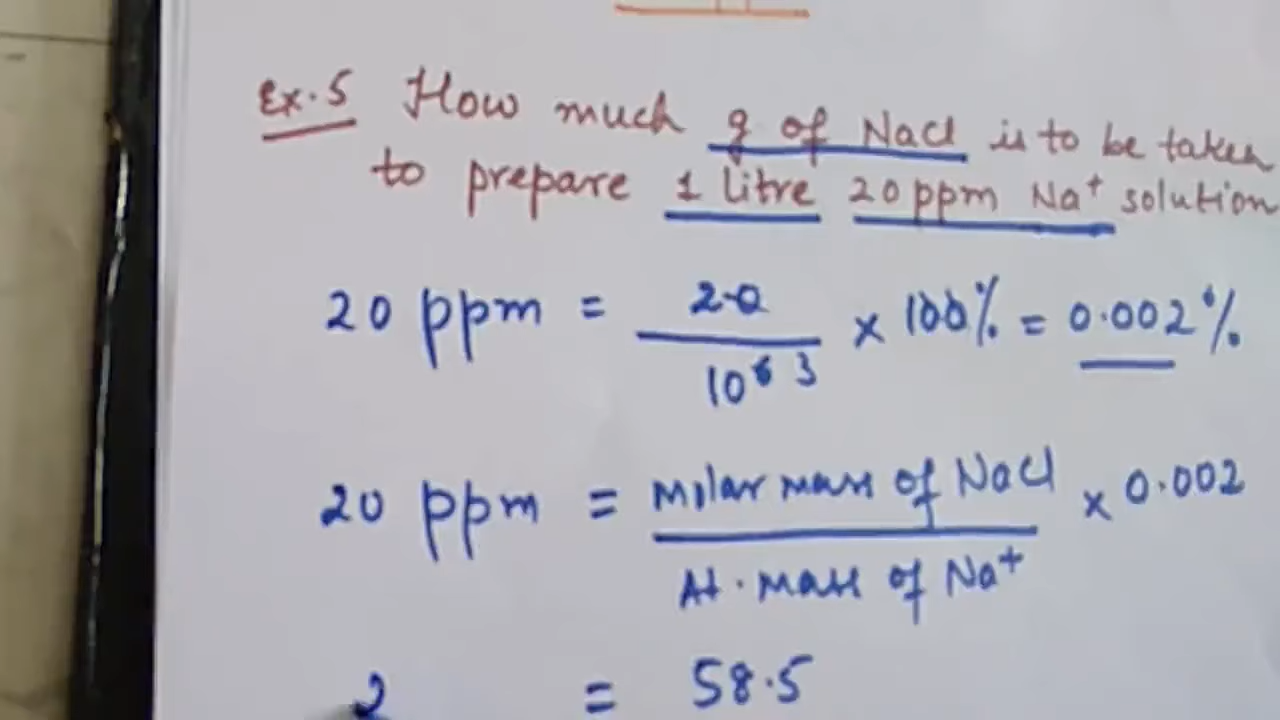 Ex.5 How much g of NaCl is to be taken
to prepare 1 litre 20 ppm Na⁺ solution
20 ppm = 20 / 10⁶ ³ × 100% = 0.002%
20 ppm = Molar mass of NaCl / At. mass of Na⁺ × 0.002
2 = 58.5